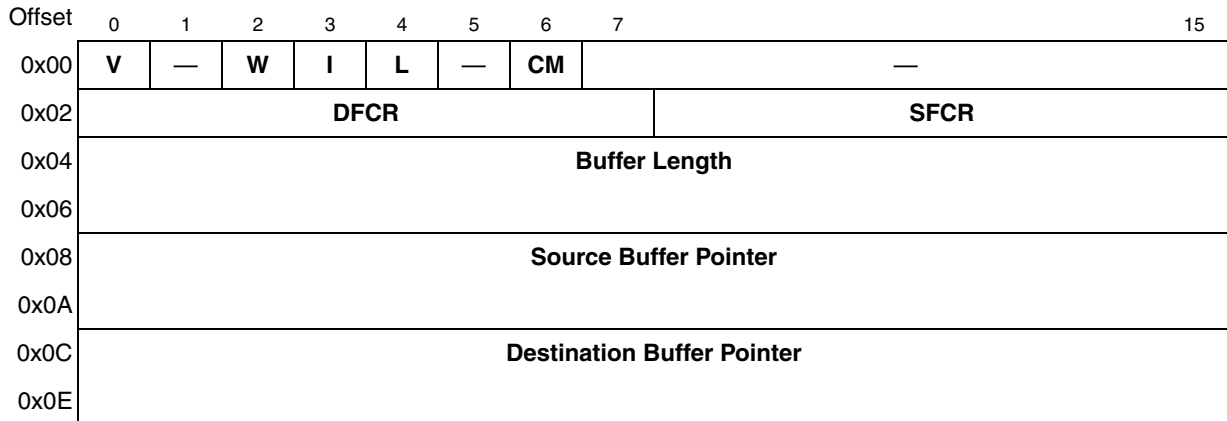 Offset 0 1 2 3 4 5 6 7 15
0x00 V — W I L — CM —
0x02 DFCR SFCR
0x04 Buffer Length
0x06
0x08 Source Buffer Pointer
0x0A
0x0C Destination Buffer Pointer
0x0E